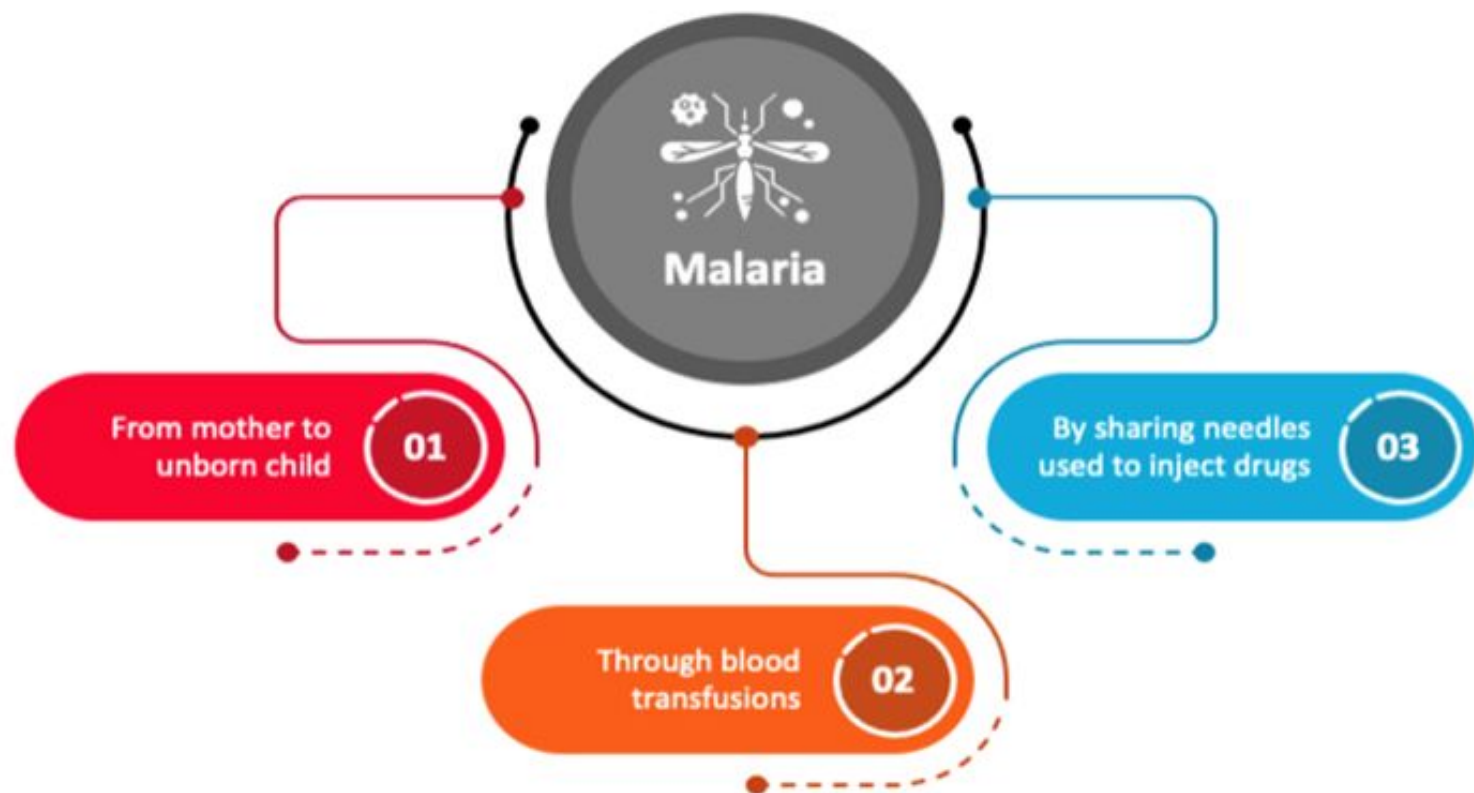 Malaria
From mother to
unborn child
01
Through blood
transfusions
02
By sharing needles
used to inject drugs
03